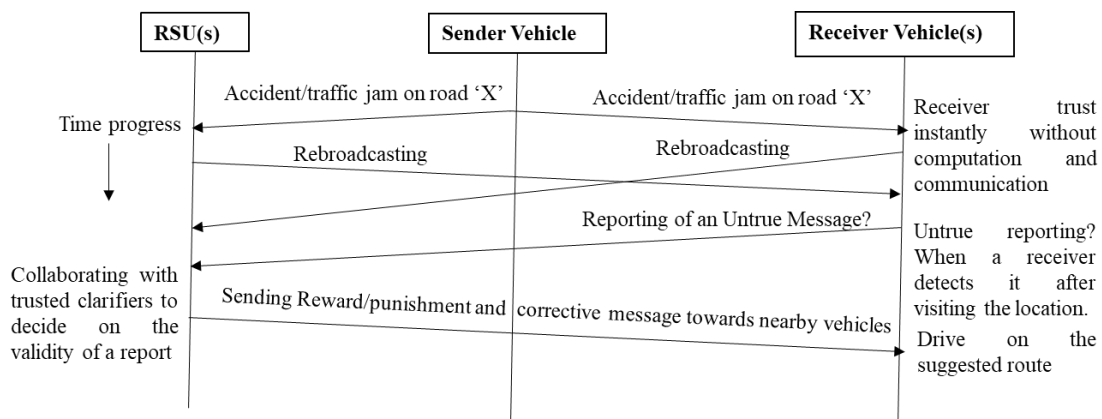 RSU(s)
Sender Vehicle
Receiver Vehicle(s)
Accident/traffic jam on road ‘X’
Accident/traffic jam on road ‘X’
Time progress
Receiver trust
instantly without
computation and
communication
Rebroadcasting
Rebroadcasting
Reporting of an Untrue Message?
Untrue reporting?
When a receiver
detects it after
visiting the location.
Collaborating with
trusted clarifiers to
decide on the
validity of a report
Sending Reward/punishment and corrective message towards nearby vehicles
Drive on the
suggested route